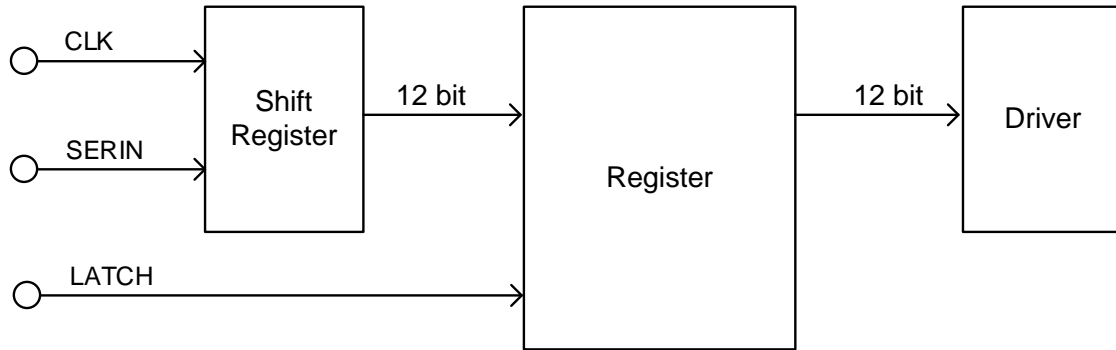 CLK
SERIN
LATCH
Shift
Register
12 bit
Register
12 bit
Driver